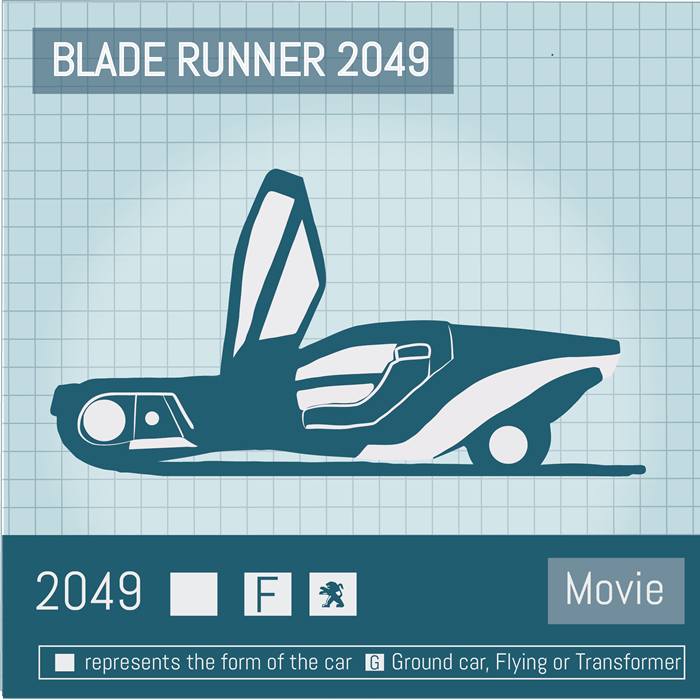 BLADE RUNNER 2049
2049 F Movie
represents the form of the car G Ground car, Flying or Transformer